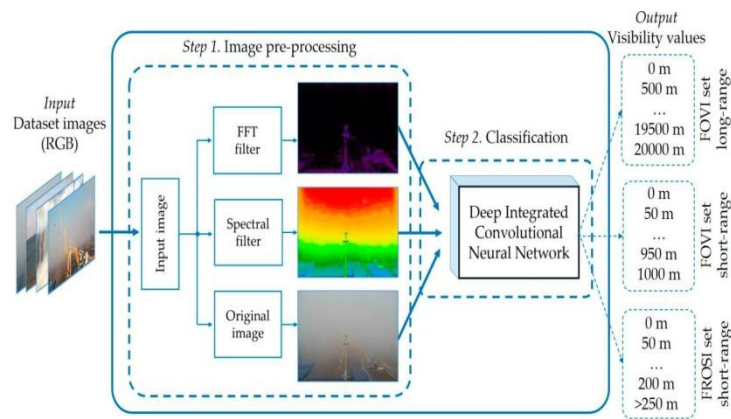 Input
Dataset images
(RGB)
Step 1. Image pre-processing
Input image
FFT
filter
Spectral
filter
Original
image
Step 2. Classification
Deep Integrated
Convolutional
Neural Network
Output
Visibility values
0 m
500 m
...
19500 m
20000 m
FOVI set
long-range
0 m
50 m
...
950 m
1000 m
FOVI set
short-range
0 m
50 m
...
200 m
>250 m
FROSI set
short-range